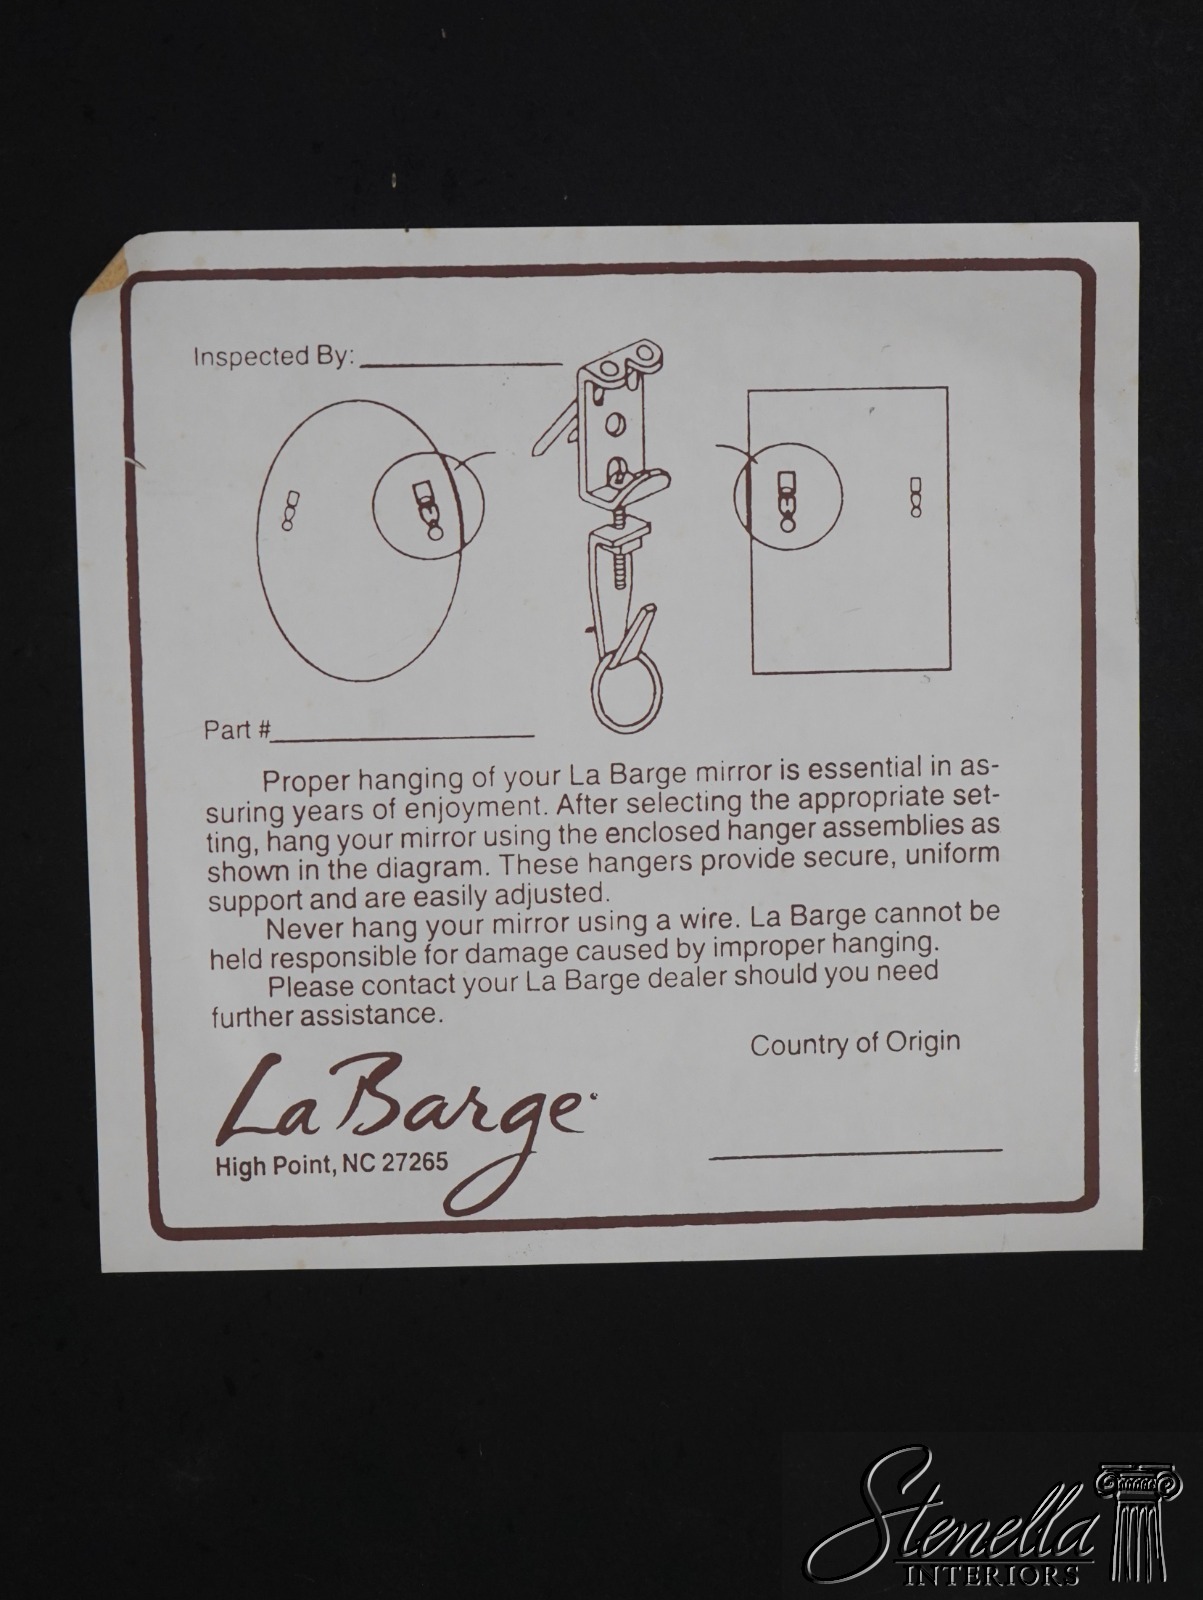 Inspected By:
Part #
Proper hanging of your La Barge mirror is essential in as-
suring years of enjoyment. After selecting the appropriate set-
ting, hang your mirror using the enclosed hanger assemblies as
shown in the diagram. These hangers provide secure, uniform
support and are easily adjusted.
Never hang your mirror using a wire. La Barge cannot be
held responsible for damage caused by improper hanging.
Please contact your La Barge dealer should you need
further assistance.
Country of Origin
La Barge
High Point, NC 27265
Stenella
INTERIORS